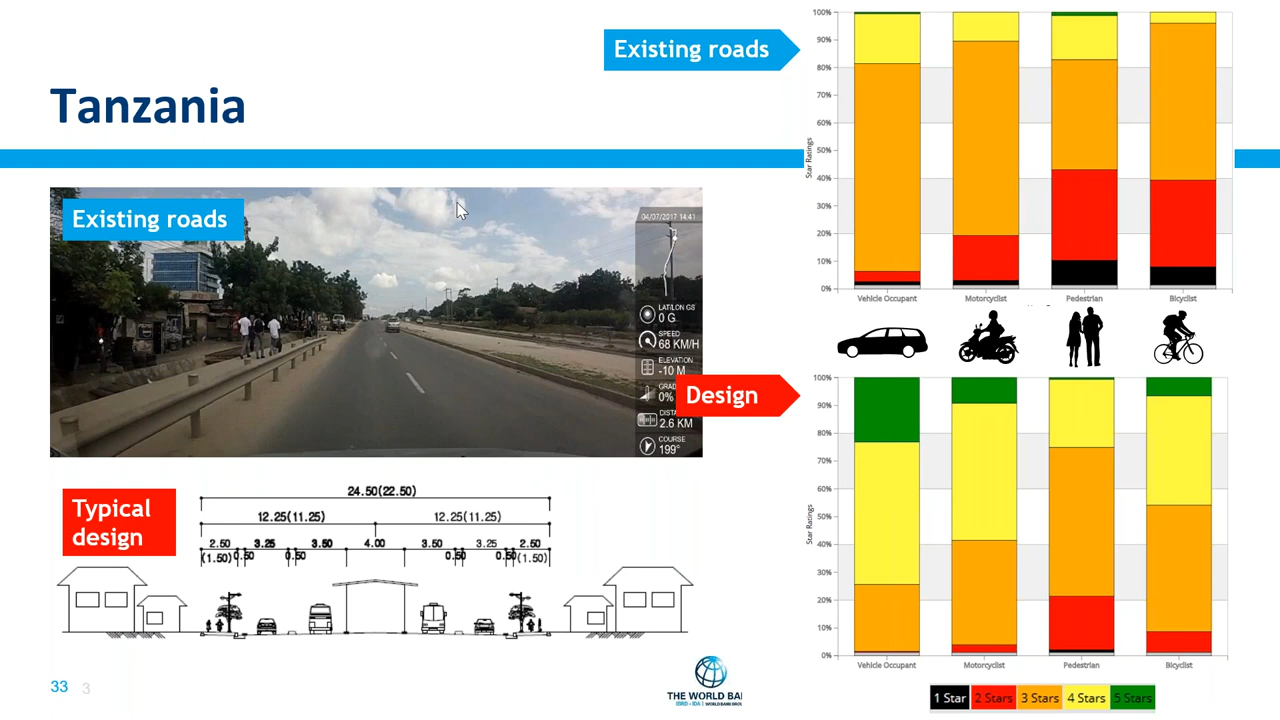 Tanzania
Existing roads
100%
90%
80%
70%
60%
50%
40%
30%
20%
10%
0%
Star Ratings
Vehicle Occupant Motorcyclist Pedestrian Bicyclist
Existing roads
04/07/2017 14:41
LAT/LON GS
0 G
SPEED
68 KM/H
ELEVATION
-10 M
GRAD
0%
DISTA
2.6 KM
COURSE
199°
Design
100%
90%
80%
70%
60%
50%
40%
30%
20%
10%
0%
Star Ratings
Vehicle Occupant Motorcyclist Pedestrian Bicyclist
1 Star 2 Stars 3 Stars 4 Stars 5 Stars
Typical
design
24.50(22.50)
12.25(11.25) 12.25(11.25)
2.50 3.25 3.50 4.00 3.50 3.25 2.50
(1.50) 0.50 0.50 0.50 0.50 (1.50)
33 3
THE WORLD BA
IBRD • IDA | WORLD BANK GROU